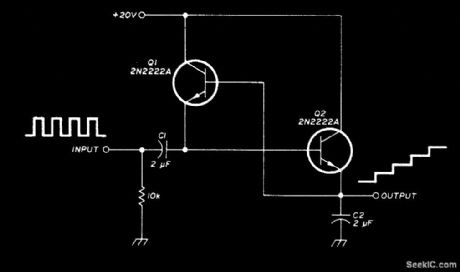 +20V
Q1
2N2222A
Q2
2N2222A
INPUT
C1
2 µF
10k
OUTPUT
C2
2 µF
SeekIC.com